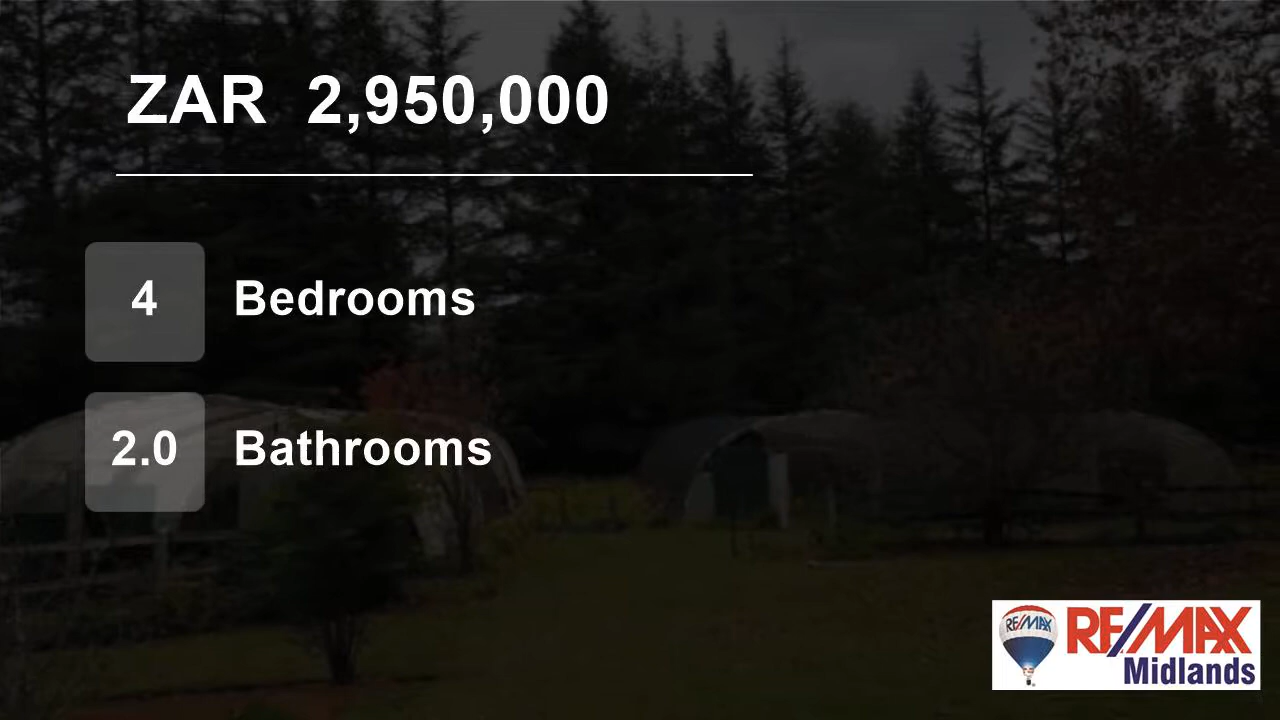 ZAR 2,950,000
4 Bedrooms
2.0 Bathrooms
RE/MAX
RE/MAX
Midlands